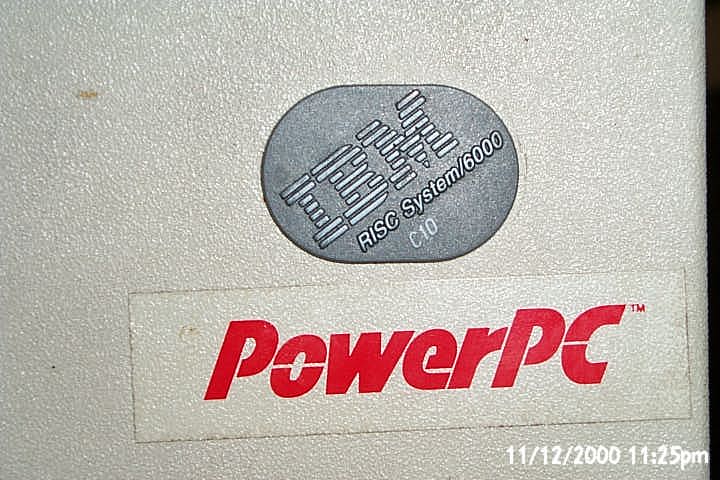 IBM
RISC System/6000
C10
PowerPC™
11/12/2000 11:25pm